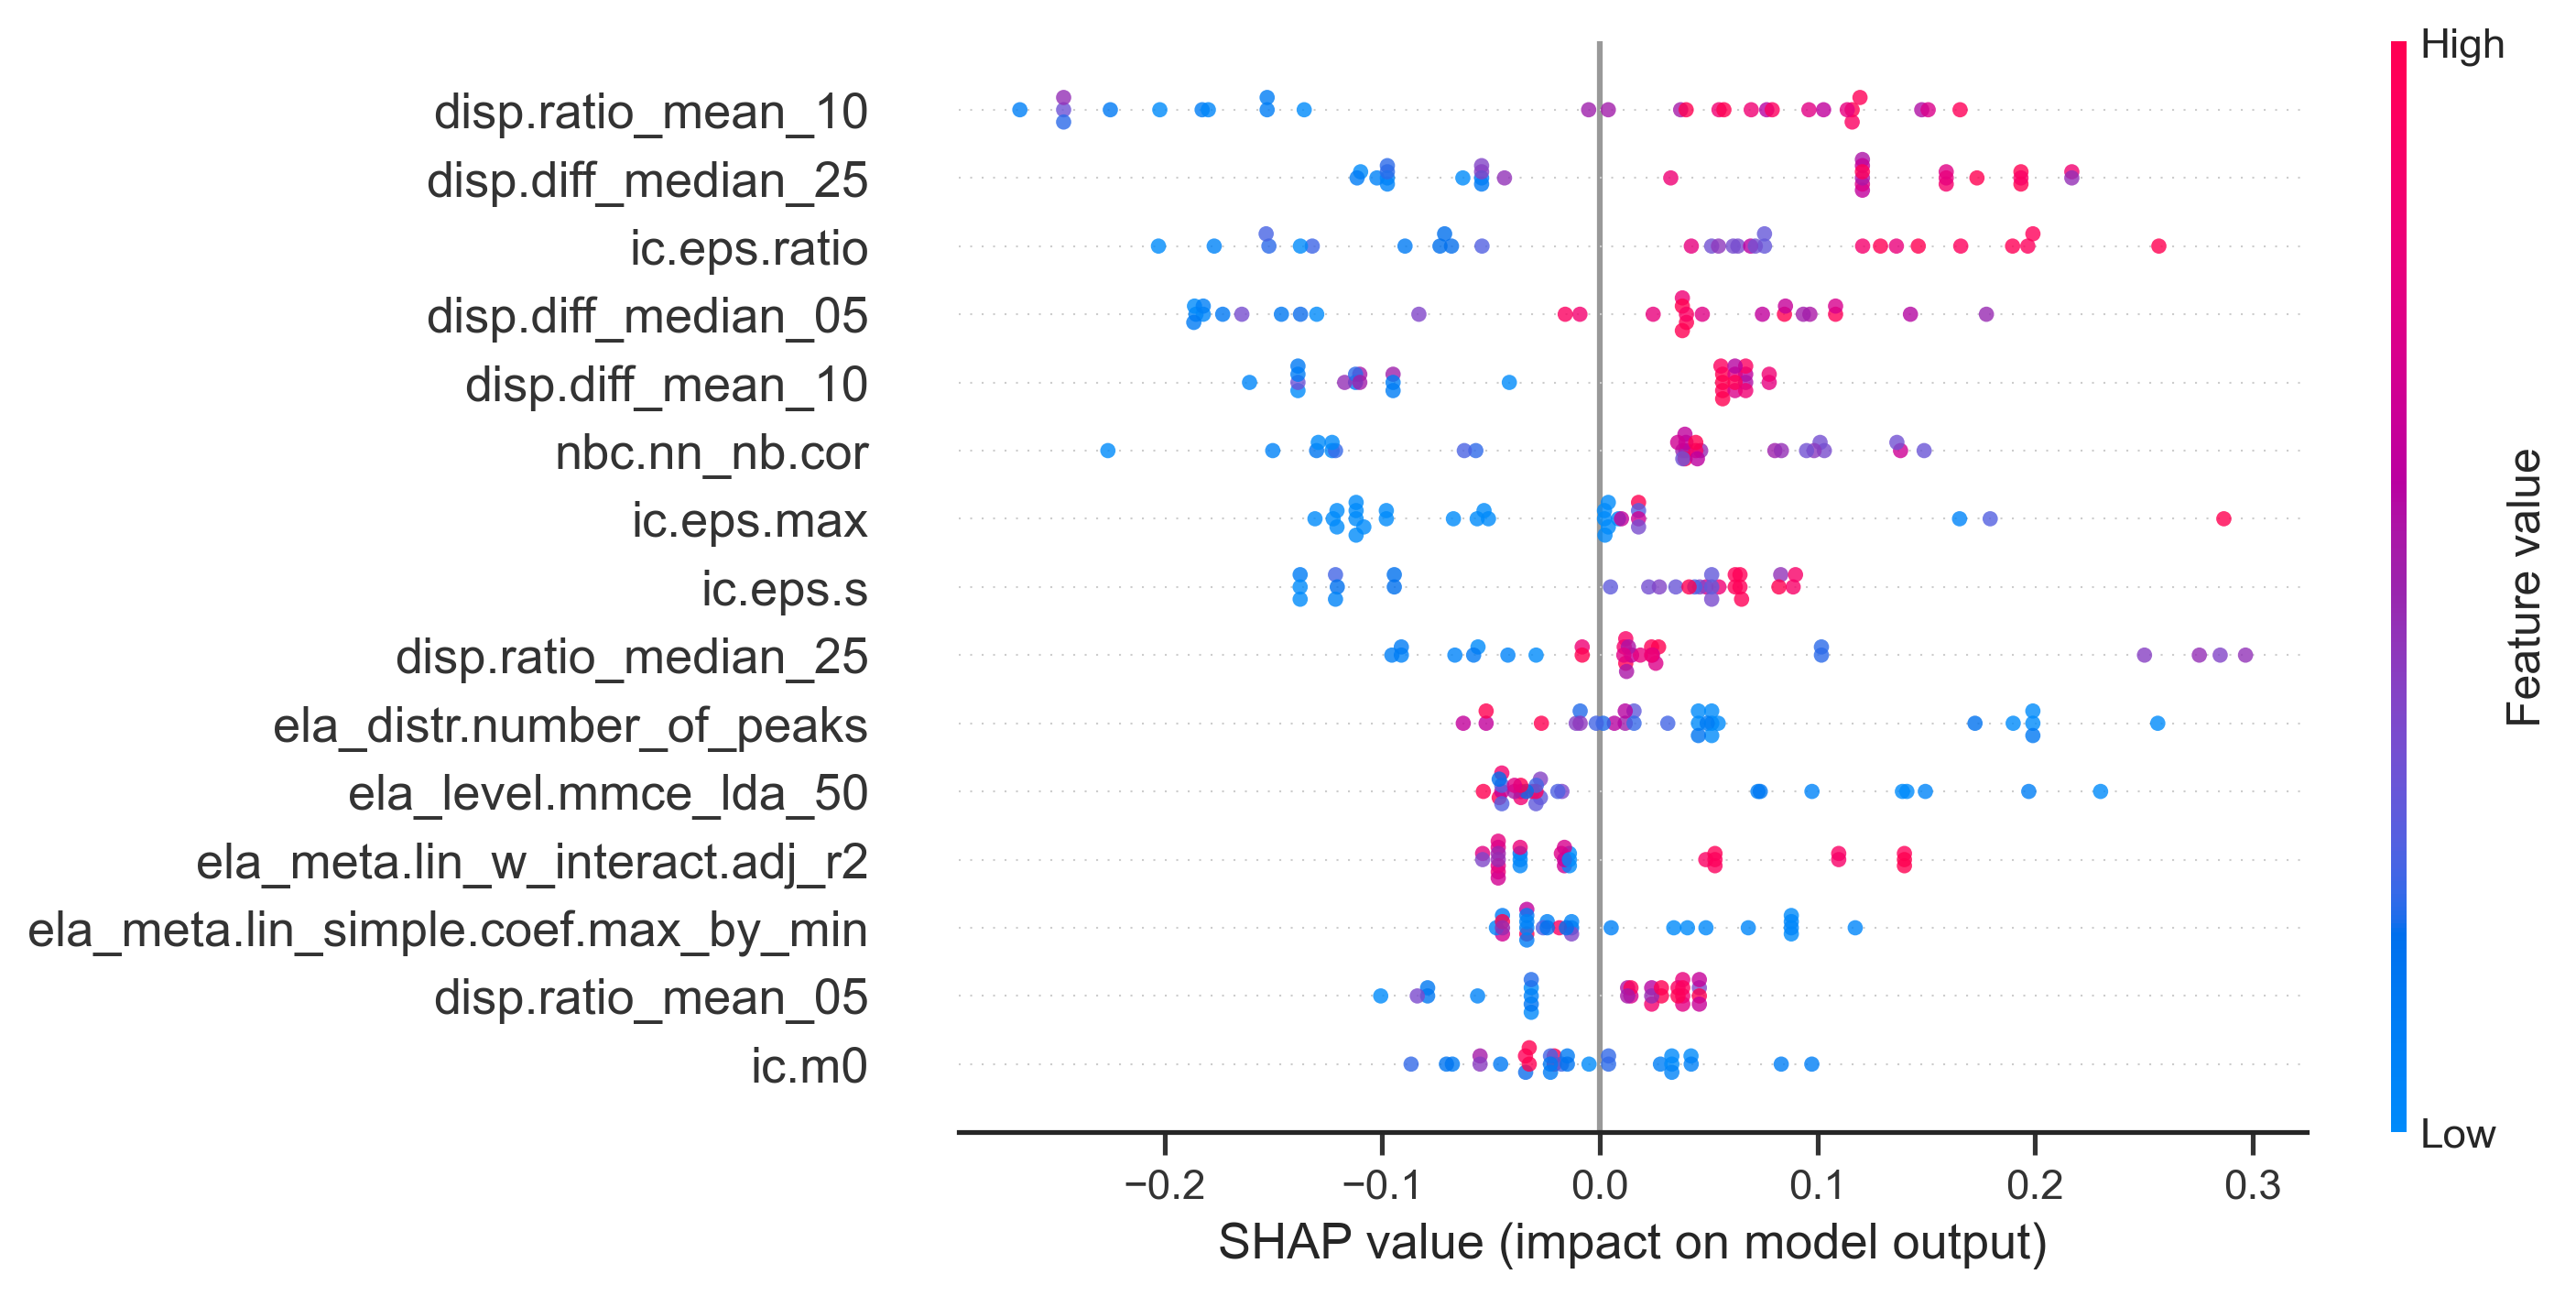 High
disp.ratio_mean_10
disp.diff_median_25
ic.eps.ratio
disp.diff_median_05
disp.diff_mean_10
nbc.nn_nb.cor
ic.eps.max
ic.eps.s
disp.ratio_median_25
ela_distr.number_of_peaks
ela_level.mmce_lda_50
ela_meta.lin_w_interact.adj_r2
ela_meta.lin_simple.coef.max_by_min
disp.ratio_mean_05
ic.m0
Feature value
Low
−0.2 −0.1 0.0 0.1 0.2 0.3
SHAP value (impact on model output)